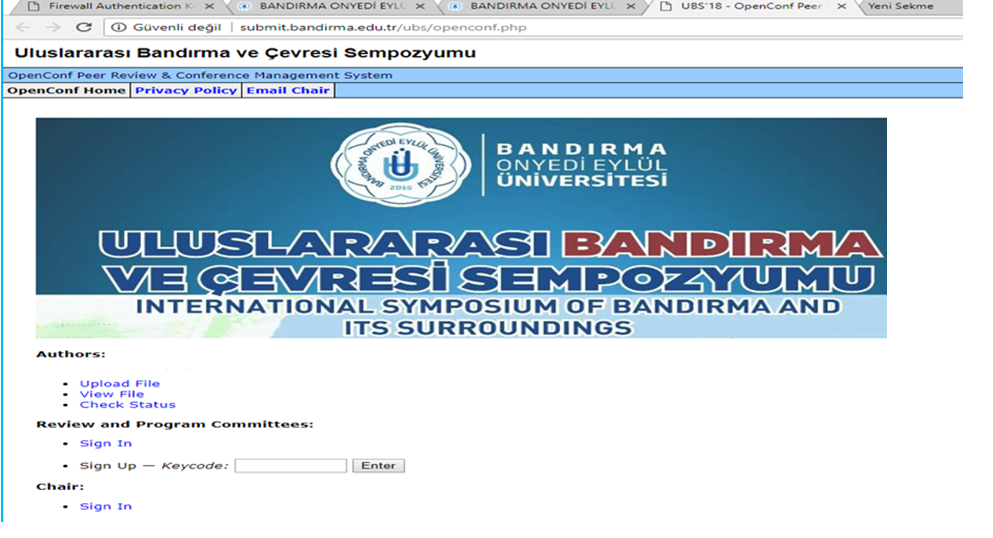 Firewall Authentication K
BANDIRMA ONYEDİ EYLÜ
BANDIRMA ONYEDİ EYLÜ
UBS'18 - OpenConf Peer
Yeni Sekme
Güvenli değil | submit.bandirma.edu.tr/ubs/openconf.php
Uluslararası Bandırma ve Çevresi Sempozyumu
OpenConf Peer Review & Conference Management System
OpenConf Home Privacy Policy Email Chair
BANDIRMA ONYEDİ EYLÜL ÜNİVERSİTESİ
2015
BANDIRMA
ONYEDİ EYLÜL
ÜNİVERSİTESİ
ULUSLARARASI BANDIRMA
VE ÇEVRESİ SEMPOZYUMU
INTERNATIONAL SYMPOSIUM OF BANDIRMA AND
ITS SURROUNDINGS
Authors:
Upload File
View File
Check Status
Review and Program Committees:
Sign In
Sign Up — Keycode: Enter
Chair:
Sign In